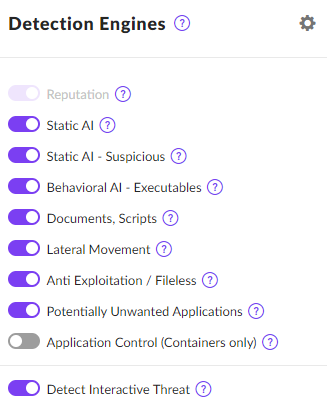 Detection Engines ?
Reputation ?
Static AI ?
Static AI - Suspicious ?
Behavioral AI - Executables ?
Documents, Scripts ?
Lateral Movement ?
Anti Exploitation / Fileless ?
Potentially Unwanted Applications ?
Application Control (Containers only) ?
Detect Interactive Threat ?